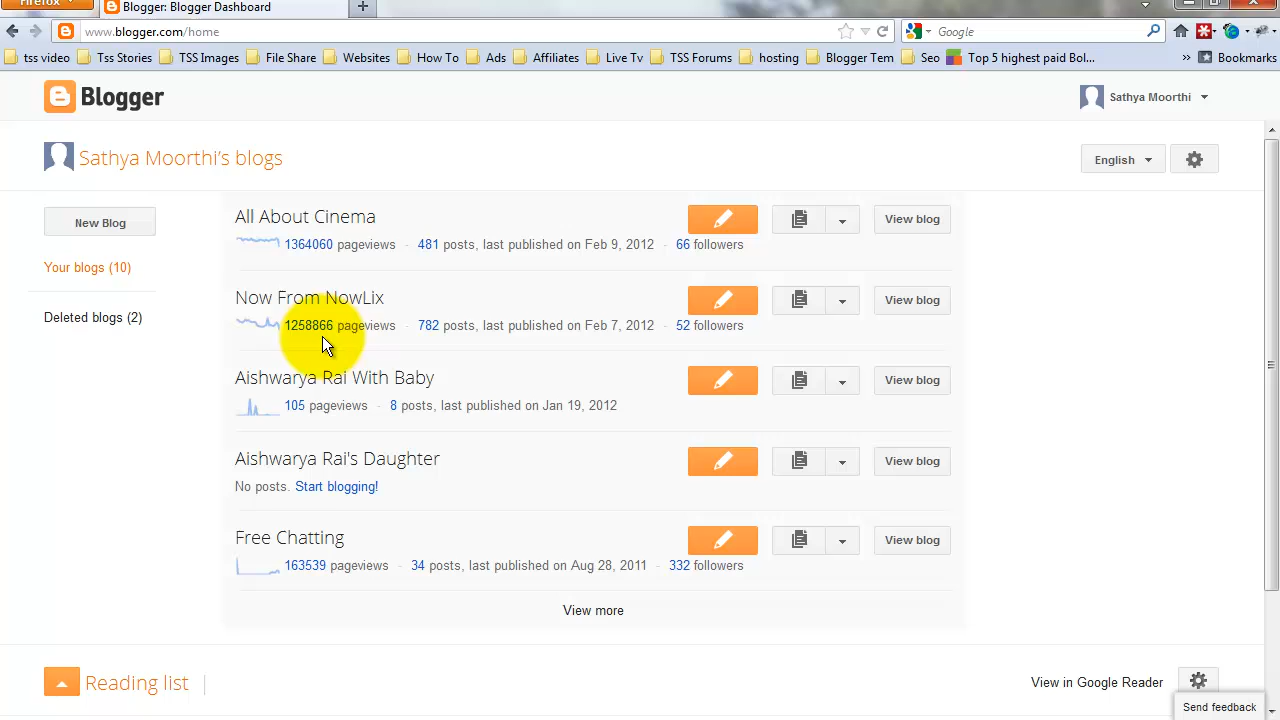 Firefox
Blogger: Blogger Dashboard
www.blogger.com/home
Google
tss video
Tss Stories
TSS Images
File Share
Websites
How To
Ads
Affiliates
Live Tv
TSS Forums
hosting
Blogger Tem
Seo
Top 5 highest paid Bol...
» Bookmarks
Blogger
Sathya Moorthi
Sathya Moorthi's blogs
English
New Blog
Your blogs (10)
Deleted blogs (2)
All About Cinema
View blog
1364060 pageviews - 481 posts, last published on Feb 9, 2012 - 66 followers
Now From NowLix
View blog
1258866 pageviews - 782 posts, last published on Feb 7, 2012 - 52 followers
Aishwarya Rai With Baby
View blog
105 pageviews - 8 posts, last published on Jan 19, 2012
Aishwarya Rai's Daughter
View blog
No posts. Start blogging!
Free Chatting
View blog
163539 pageviews - 34 posts, last published on Aug 28, 2011 - 332 followers
View more
Reading list
View in Google Reader
Send feedback